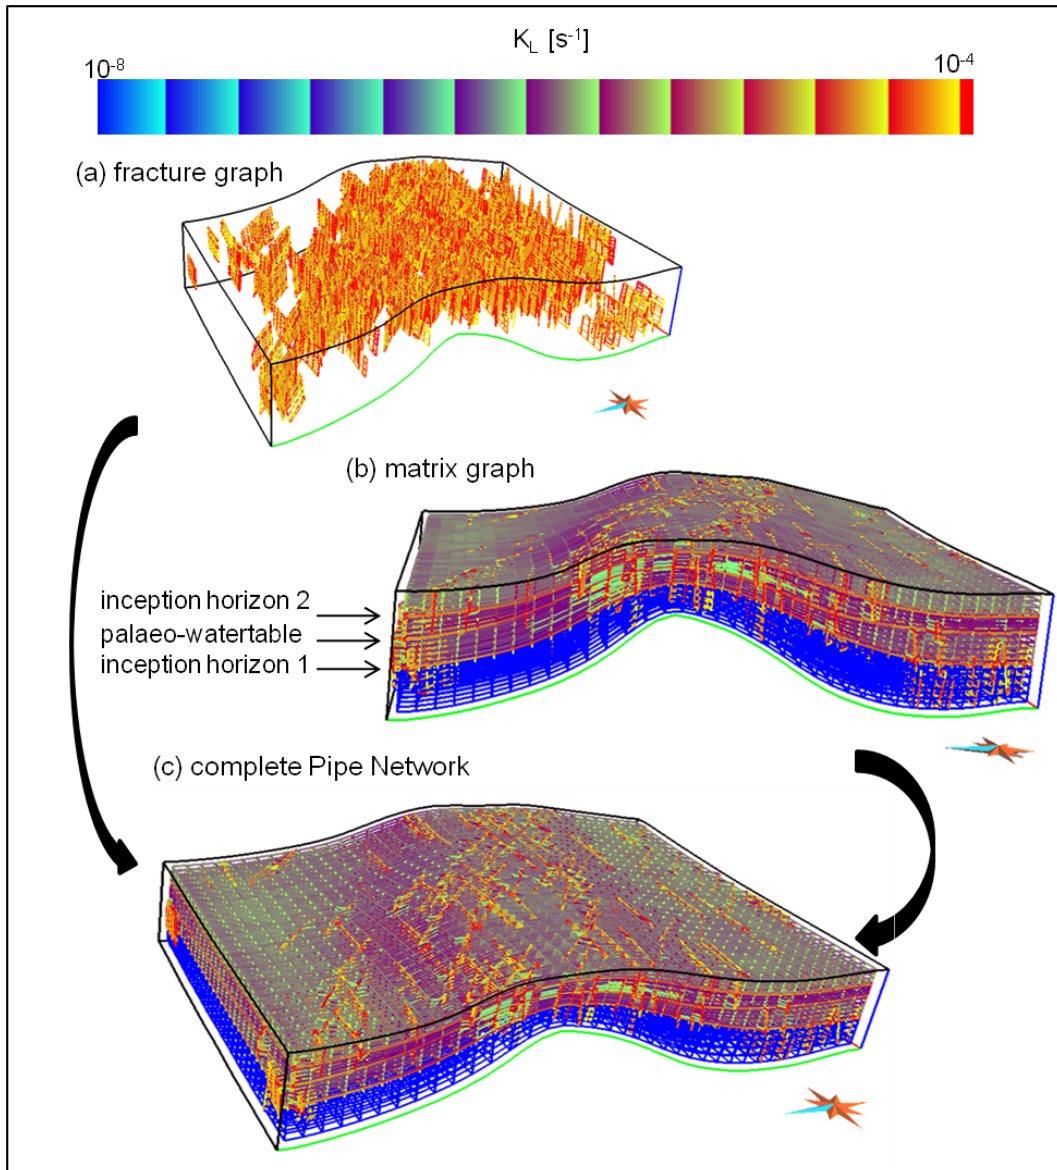 K_L [s⁻¹]
10⁻⁸ 10⁻⁴
(a) fracture graph
(b) matrix graph
inception horizon 2
palaeo-watertable
inception horizon 1
(c) complete Pipe Network